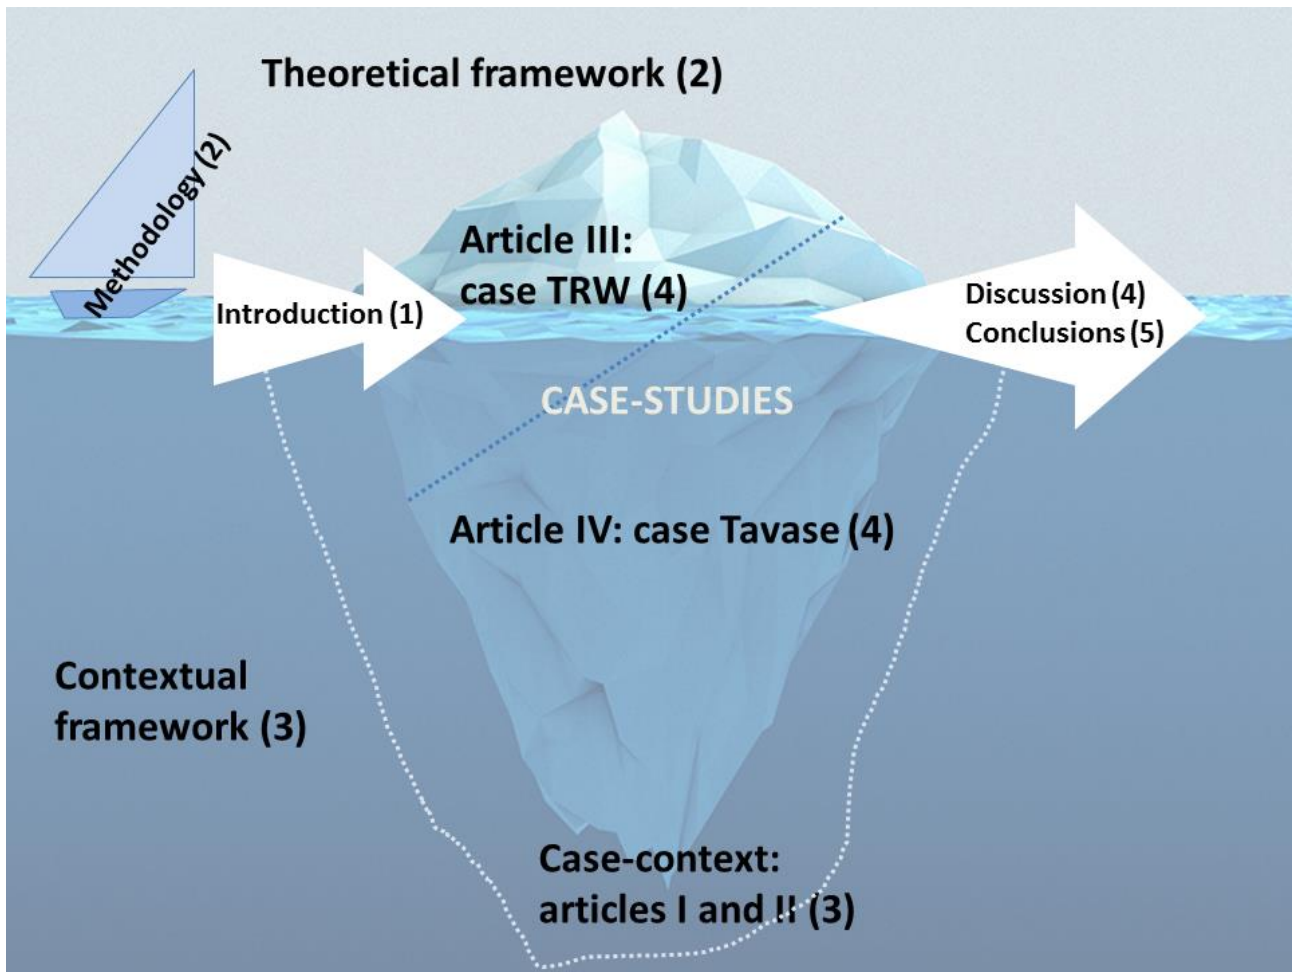 Theoretical framework (2)
Methodology (2)
Article III:
case TRW (4)
Introduction (1)
Discussion (4)
Conclusions (5)
CASE-STUDIES
Article IV: case Tavase (4)
Contextual
framework (3)
Case-context:
articles I and II (3)